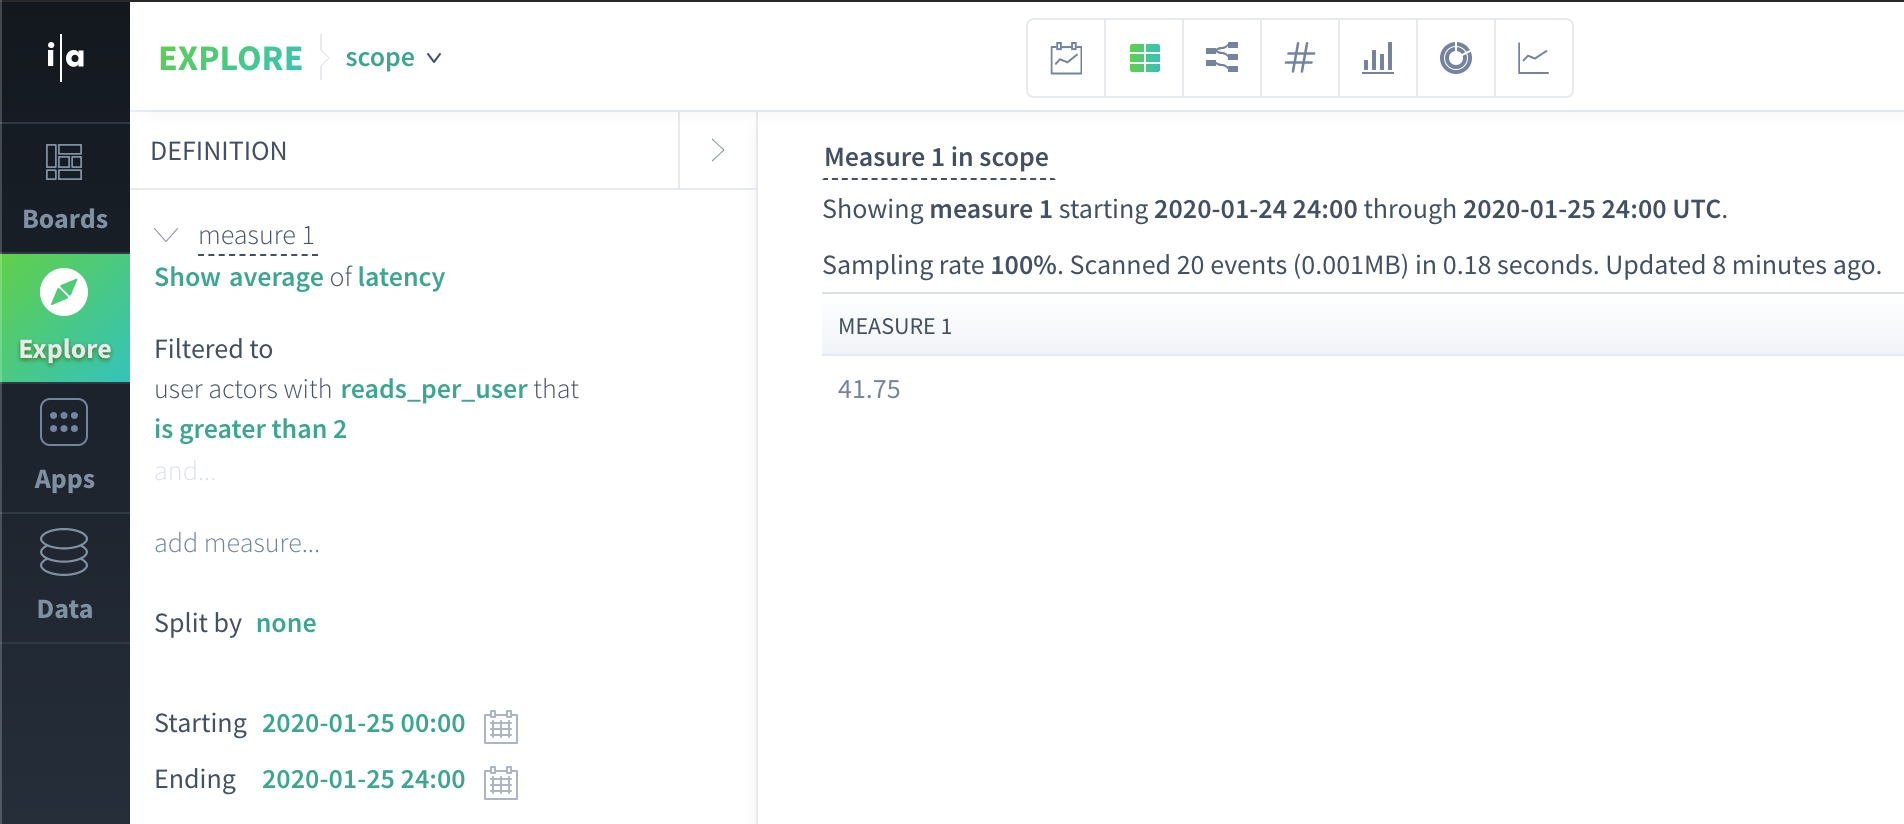 i|a
EXPLORE
scope
Boards
Explore
Apps
Data
DEFINITION
measure 1
Show average of latency
Filtered to
user actors with reads_per_user that
is greater than 2
and...
add measure...
Split by none
Starting 2020-01-25 00:00
Ending 2020-01-25 24:00
Measure 1 in scope
Showing measure 1 starting 2020-01-24 24:00 through 2020-01-25 24:00 UTC.
Sampling rate 100%. Scanned 20 events (0.001MB) in 0.18 seconds. Updated 8 minutes ago.
MEASURE 1
41.75